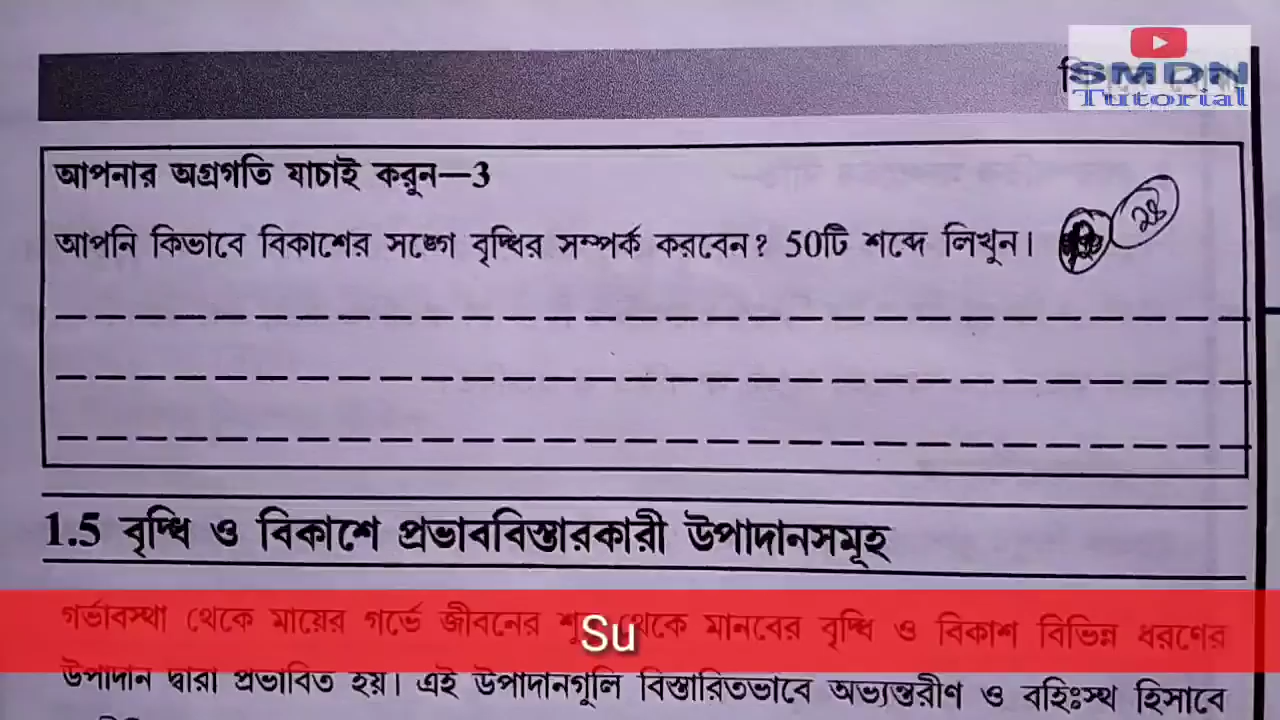 SMDN
Tutorial
আপনার অগ্রগতি যাচাই করুন—3
আপনি কিভাবে বিকাশের সঙ্গে বৃদ্ধির সম্পর্ক করবেন? 50টি শব্দে লিখুন।
২৪
1.5 বৃদ্ধি ও বিকাশে প্রভাববিস্তারকারী উপাদানসমূহ
গর্ভাবস্থা থেকে মায়ের গর্ভে জীবনের থেকে মানবের বৃদ্ধি ও বিকাশ বিভিন্ন ধরণের
Su
উপাদান দ্বারা প্রভাবিত হয়। এই উপাদানগুলি বিস্তারিতভাবে অভ্যন্তরীণ ও বহিঃস্থ হিসাবে